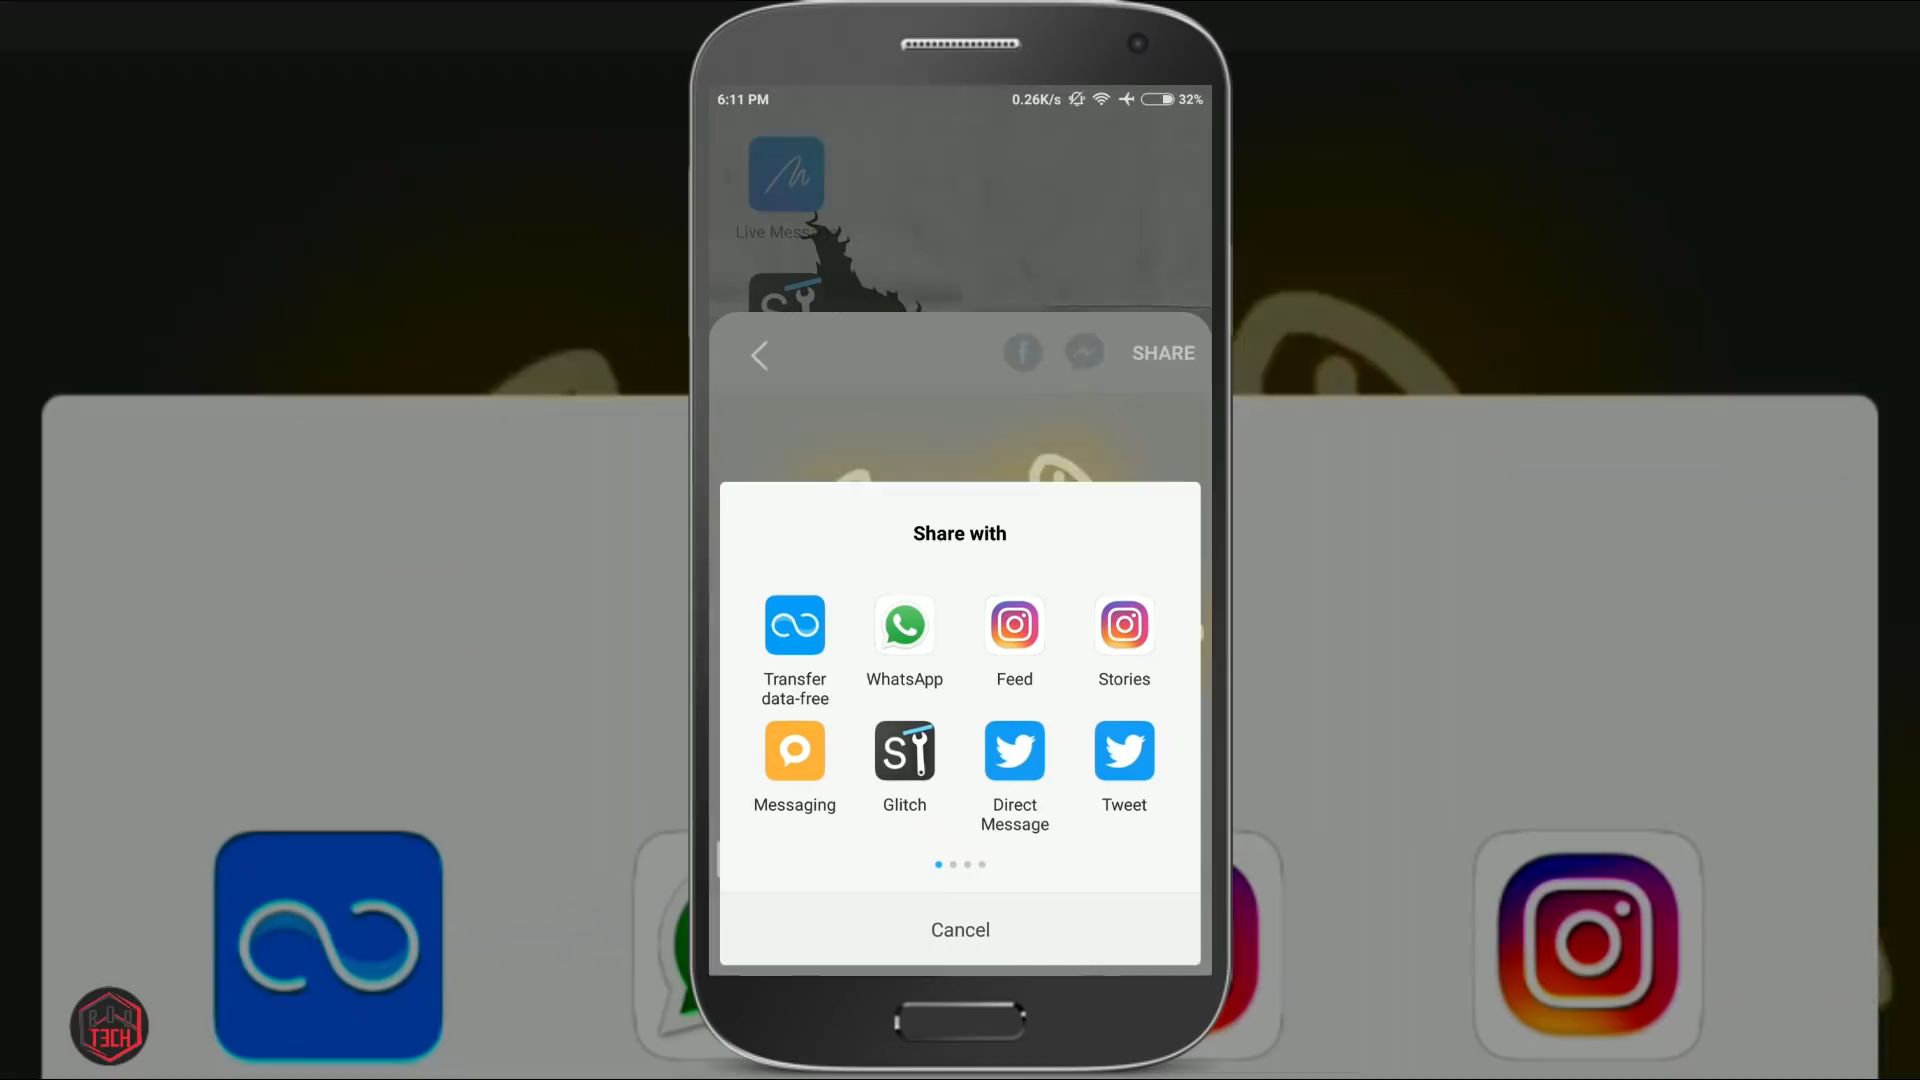 6:11 PM 0.26K/s 32%
Live Mess
SHARE
Share with
Transfer
data-free
WhatsApp
Feed
Stories
Messaging
Glitch
Direct
Message
Tweet
Cancel
T3CH